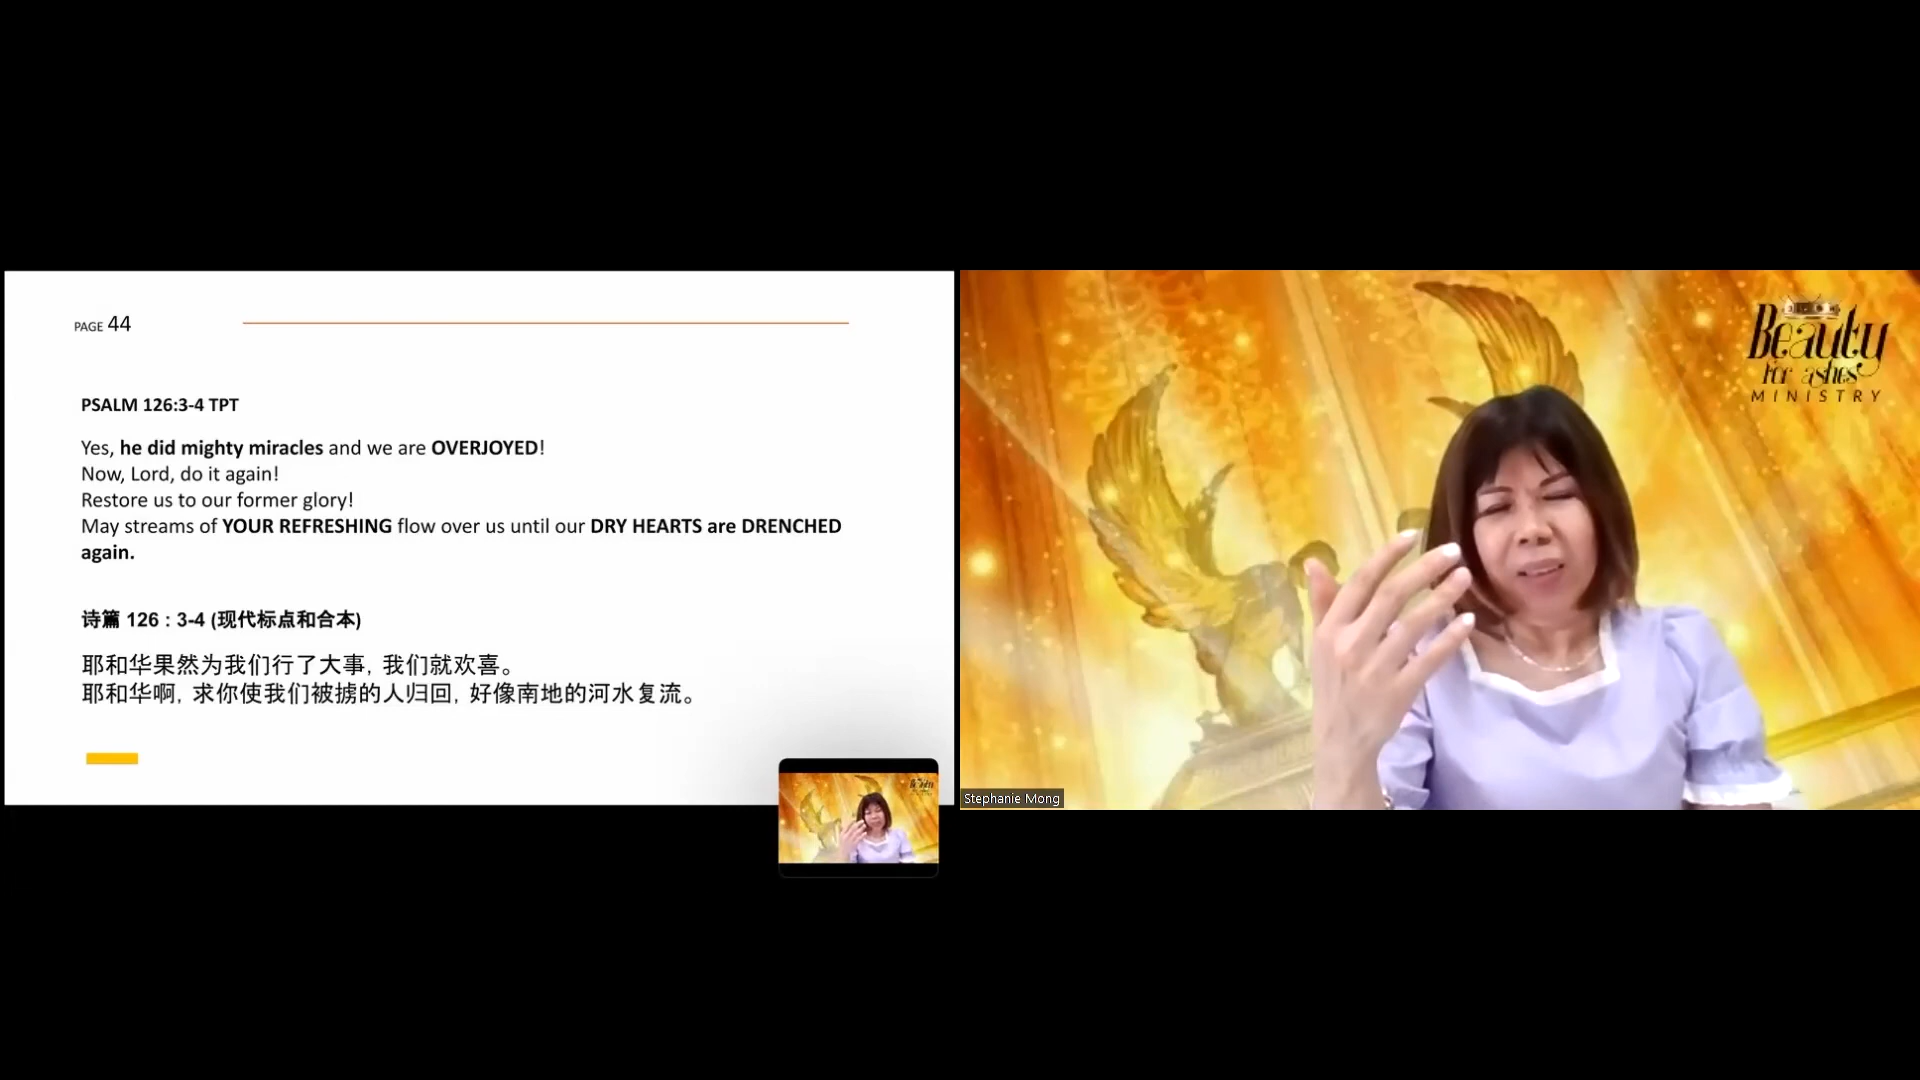 PAGE 44
PSALM 126:3-4 TPT
Yes, he did mighty miracles and we are OVERJOYED!
Now, Lord, do it again!
Restore us to our former glory!
May streams of YOUR REFRESHING flow over us until our DRY HEARTS are DRENCHED
again.
诗篇 126 : 3-4 (现代标点和合本)
耶和华果然为我们行了大事, 我们就欢喜。
耶和华啊, 求你使我们被掳的人归回, 好像南地的河水复流。
Beauty
For ashes
MINISTRY
Stephanie Mong